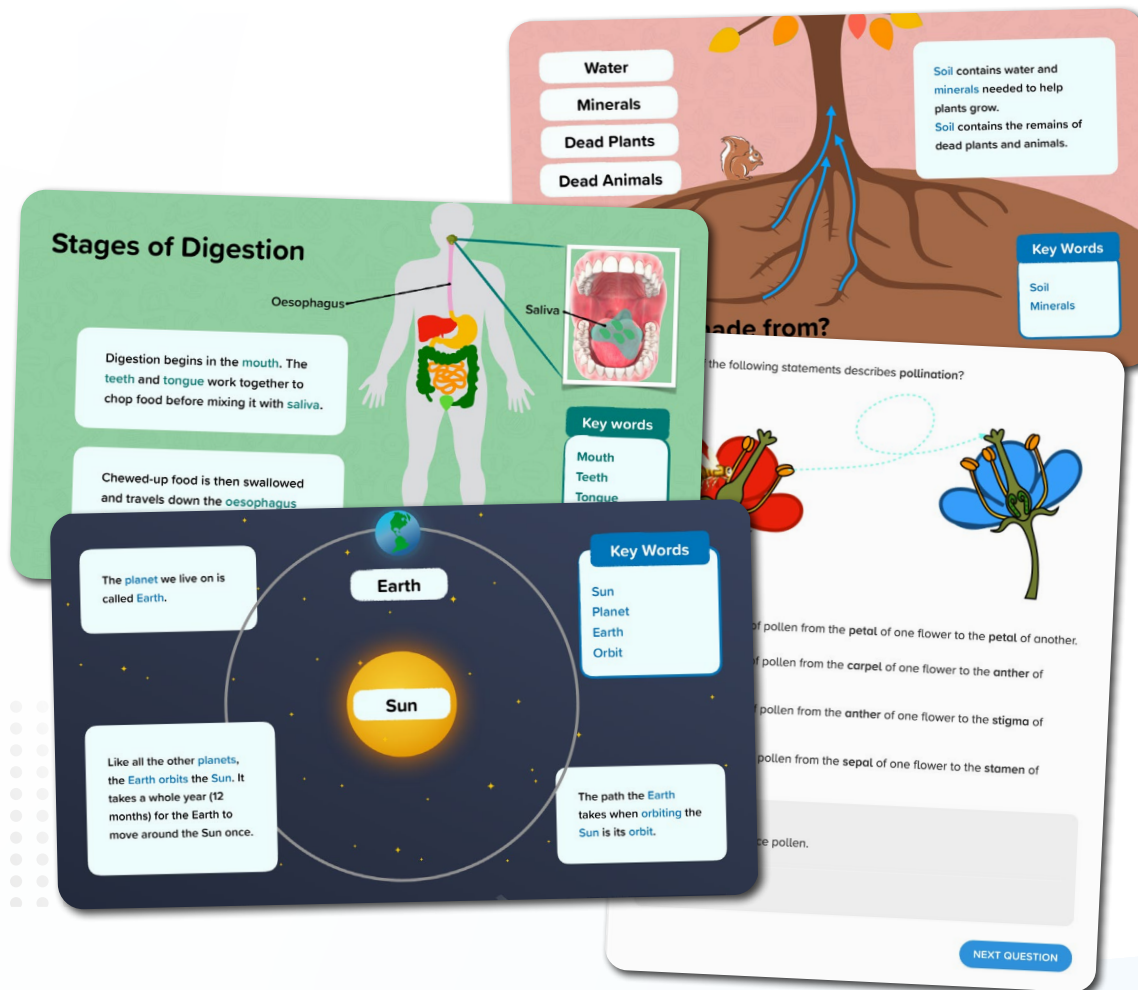 Water
Minerals
Dead Plants
Dead Animals
Soil contains water and
minerals needed to help
plants grow.
Soil contains the remains of
dead plants and animals.
Key Words
Soil
Minerals
made from?
Stages of Digestion
Oesophagus
Saliva
Digestion begins in the mouth. The
teeth and tongue work together to
chop food before mixing it with saliva.
Chewed-up food is then swallowed
and travels down the oesophagus
Key words
Mouth
Teeth
Tongue
the following statements describes pollination?
of pollen from the petal of one flower to the petal of another.
of pollen from the carpel of one flower to the anther of
of pollen from the anther of one flower to the stigma of
pollen from the sepal of one flower to the stamen of
pollen.
NEXT QUESTION
The planet we live on is
called Earth.
Earth
Sun
Key Words
Sun
Planet
Earth
Orbit
Like all the other planets,
the Earth orbits the Sun. It
takes a whole year (12
months) for the Earth to
move around the Sun once.
The path the Earth
takes when orbiting the
Sun is its orbit.